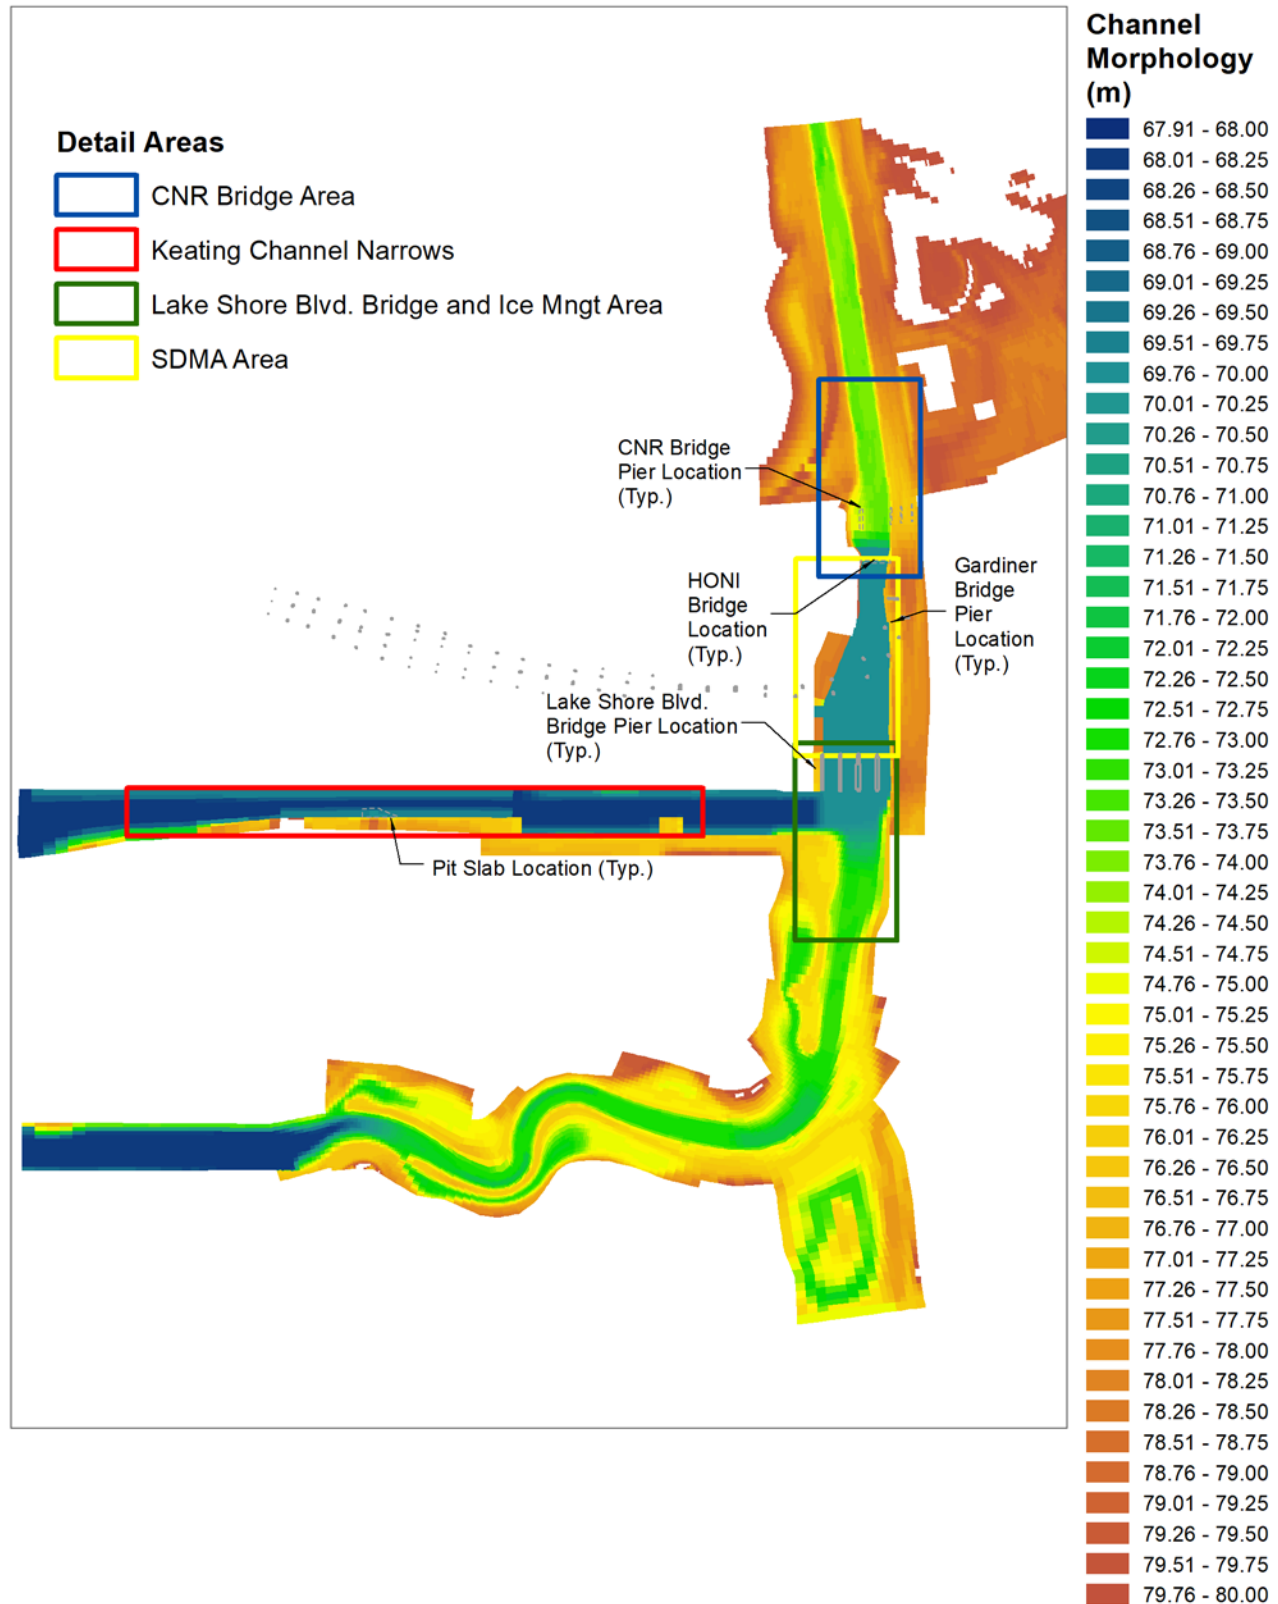 Detail Areas
CNR Bridge Area
Keating Channel Narrows
Lake Shore Blvd. Bridge and Ice Mngt Area
SDMA Area
CNR Bridge
Pier Location
(Typ.)
HONI
Bridge
Location
(Typ.)
Gardiner
Bridge
Pier
Location
(Typ.)
Lake Shore Blvd.
Bridge Pier Location
(Typ.)
Pit Slab Location (Typ.)
Channel
Morphology
(m)
67.91 - 68.00
68.01 - 68.25
68.26 - 68.50
68.51 - 68.75
68.76 - 69.00
69.01 - 69.25
69.26 - 69.50
69.51 - 69.75
69.76 - 70.00
70.01 - 70.25
70.26 - 70.50
70.51 - 70.75
70.76 - 71.00
71.01 - 71.25
71.26 - 71.50
71.51 - 71.75
71.76 - 72.00
72.01 - 72.25
72.26 - 72.50
72.51 - 72.75
72.76 - 73.00
73.01 - 73.25
73.26 - 73.50
73.51 - 73.75
73.76 - 74.00
74.01 - 74.25
74.26 - 74.50
74.51 - 74.75
74.76 - 75.00
75.01 - 75.25
75.26 - 75.50
75.51 - 75.75
75.76 - 76.00
76.01 - 76.25
76.26 - 76.50
76.51 - 76.75
76.76 - 77.00
77.01 - 77.25
77.26 - 77.50
77.51 - 77.75
77.76 - 78.00
78.01 - 78.25
78.26 - 78.50
78.51 - 78.75
78.76 - 79.00
79.01 - 79.25
79.26 - 79.50
79.51 - 79.75
79.76 - 80.00